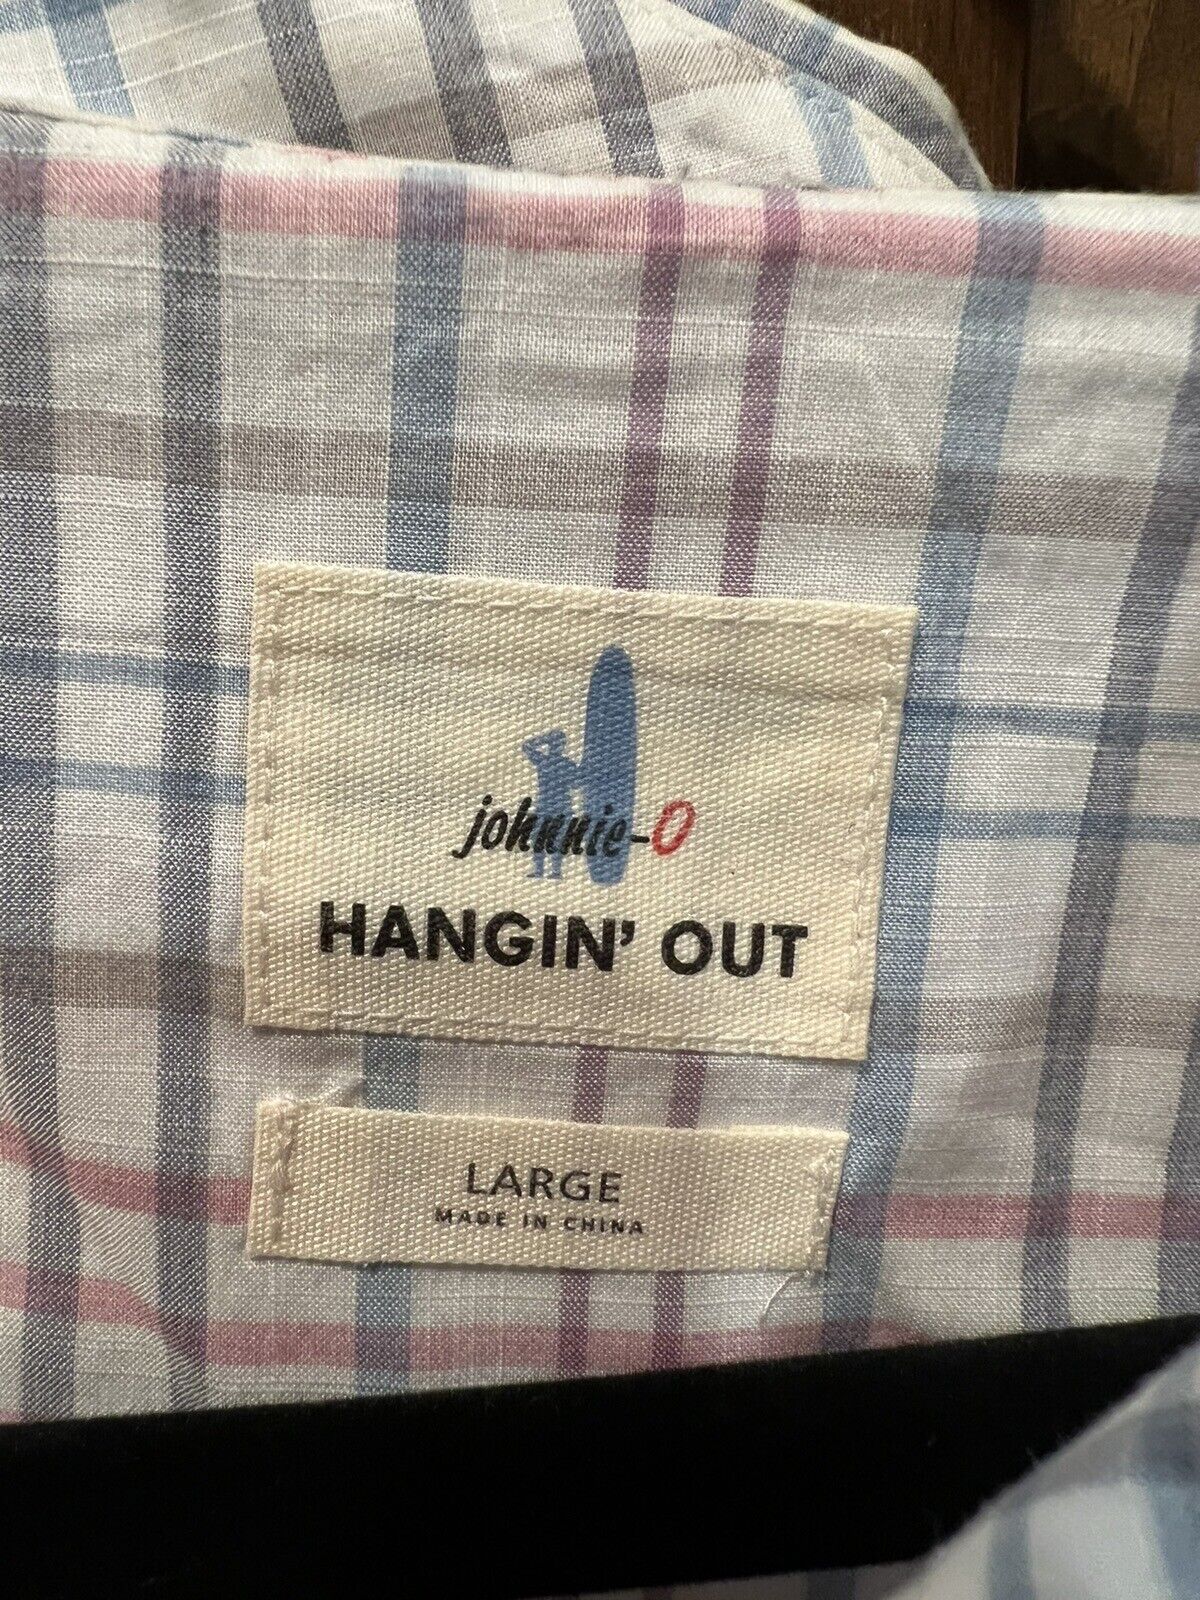 johnnie-O
HANGIN' OUT
LARGE
MADE IN CHINA